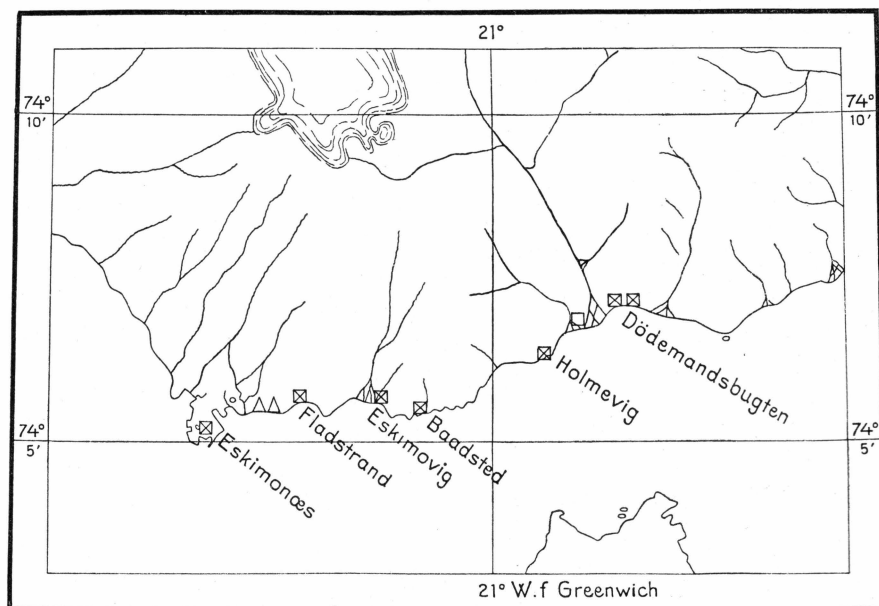 21°
74°
10'
74°
10'
Dödemandsbugten
Holmevig
Baadsted
Eskimovig
Fladstrand
Eskimonæs
74°
5'
74°
5'
21° W.f Greenwich